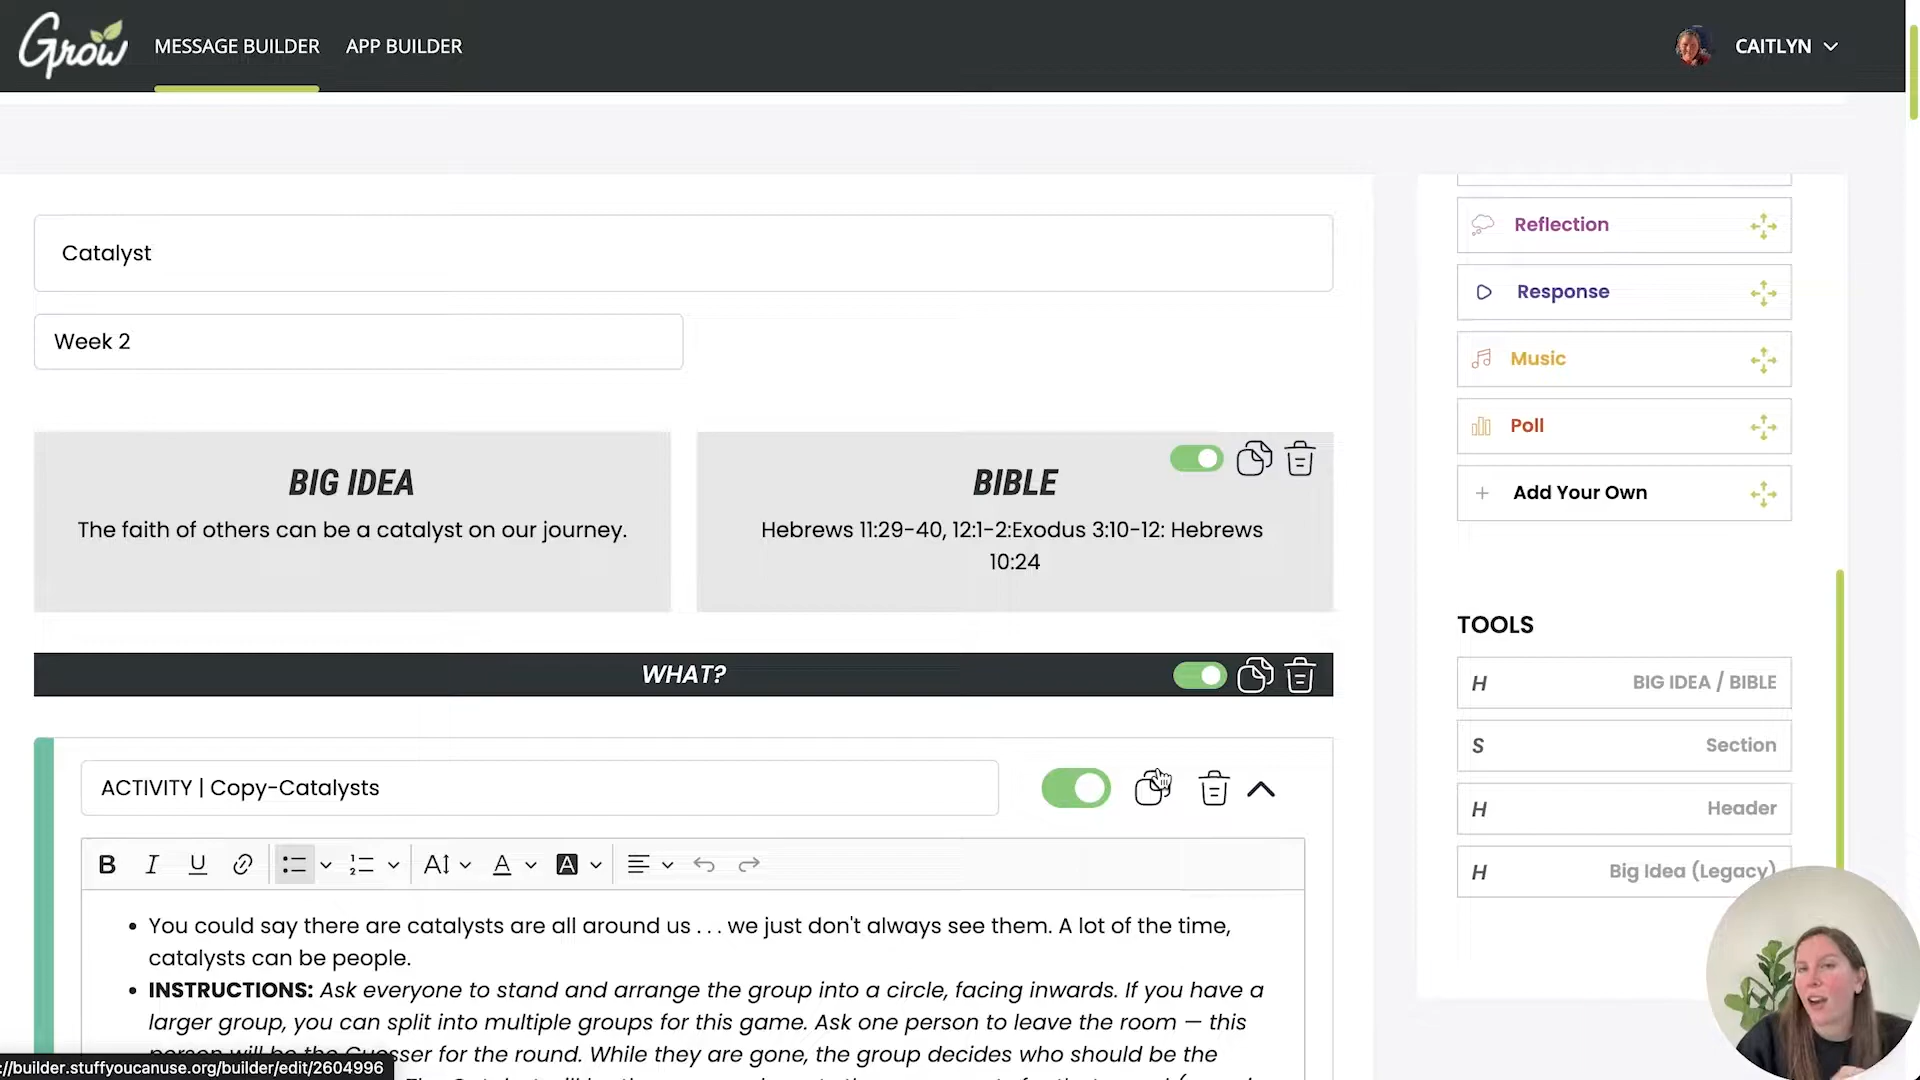 Grow
MESSAGE BUILDER
APP BUILDER
CAITLYN
Catalyst
Week 2
BIG IDEA
The faith of others can be a catalyst on our journey.
BIBLE
Hebrews 11:29-40, 12:1-2:Exodus 3:10-12: Hebrews
10:24
WHAT?
ACTIVITY | Copy-Catalysts
B I U A A
• You could say there are catalysts are all around us . . . we just don't always see them. A lot of the time,
catalysts can be people.
• INSTRUCTIONS: Ask everyone to stand and arrange the group into a circle, facing inwards. If you have a
larger group, you can split into multiple groups for this game. Ask one person to leave the room — this
person will be the Guesser for the round. While they are gone, the group decides who should be the
://builder.stuffyoucanuse.org/builder/edit/2604996
Reflection
Response
Music
Poll
Add Your Own
TOOLS
H BIG IDEA / BIBLE
S Section
H Header
H Big Idea (Legacy)